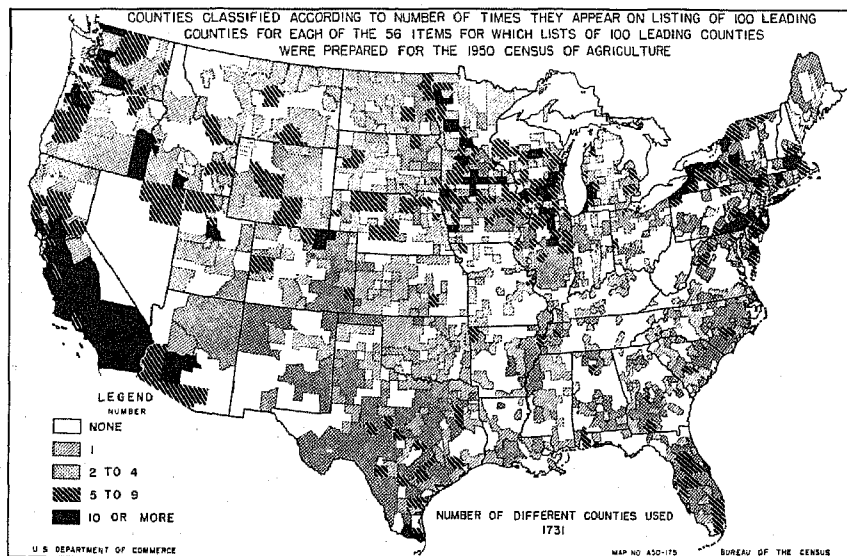 COUNTIES CLASSIFIED ACCORDING TO NUMBER OF TIMES THEY APPEAR ON LISTING OF 100 LEADING
COUNTIES FOR EACH OF THE 56 ITEMS FOR WHICH LISTS OF 100 LEADING COUNTIES
WERE PREPARED FOR THE 1950 CENSUS OF AGRICULTURE
LEGEND
NUMBER
NONE
1
2 TO 4
5 TO 9
10 OR MORE
NUMBER OF DIFFERENT COUNTIES USED
1731
U.S. DEPARTMENT OF COMMERCE
MAP NO. A50-175
BUREAU OF THE CENSUS